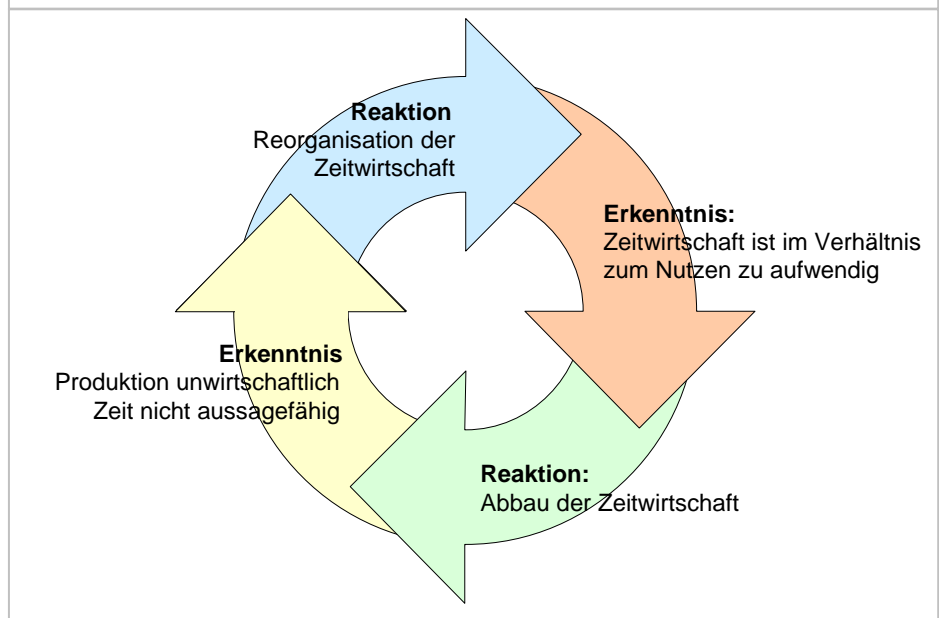 Reaktion
Reorganisation der
Zeitwirtschaft
Erkenntnis:
Zeitwirtschaft ist im Verhältnis
zum Nutzen zu aufwendig
Reaktion:
Abbau der Zeitwirtschaft
Erkenntnis
Produktion unwirtschaftlich
Zeit nicht aussagefähig